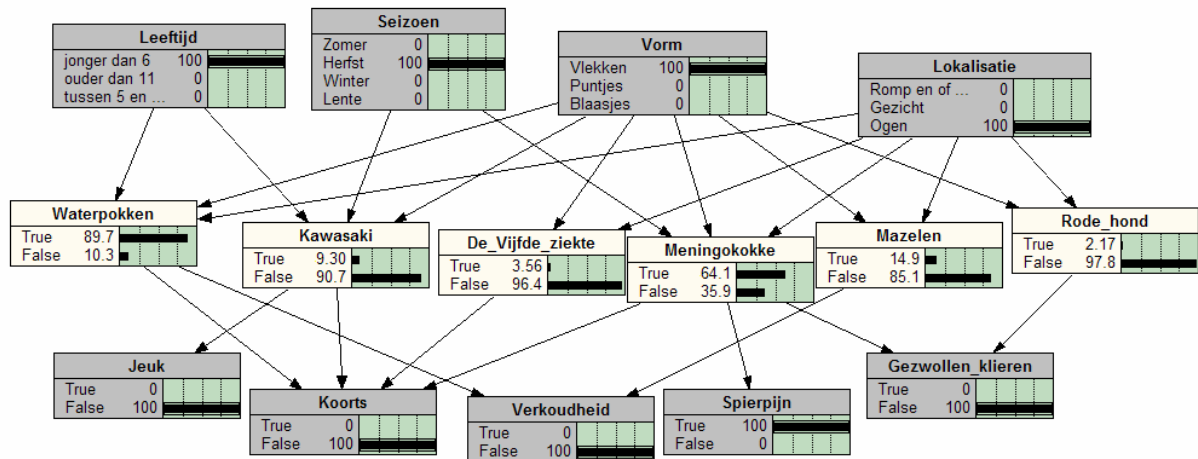 Leeftijd
jonger dan 6 100
ouder dan 11 0
tussen 5 en ... 0
Seizoen
Zomer 0
Herfst 100
Winter 0
Lente 0
Vorm
Vlekken 100
Puntjes 0
Blaasjes 0
Lokalisatie
Romp en of ... 0
Gezicht 0
Ogen 100
Waterpokken
True 89.7
False 10.3
Kawasaki
True 9.30
False 90.7
De_Vijfde_ziekte
True 3.56
False 96.4
Meningokokke
True 64.1
False 35.9
Mazelen
True 14.9
False 85.1
Rode_hond
True 2.17
False 97.8
Jeuk
True 0
False 100
Koorts
True 0
False 100
Verkoudheid
True 0
False 100
Spierpijn
True 100
False 0
Gezwollen_klieren
True 0
False 100